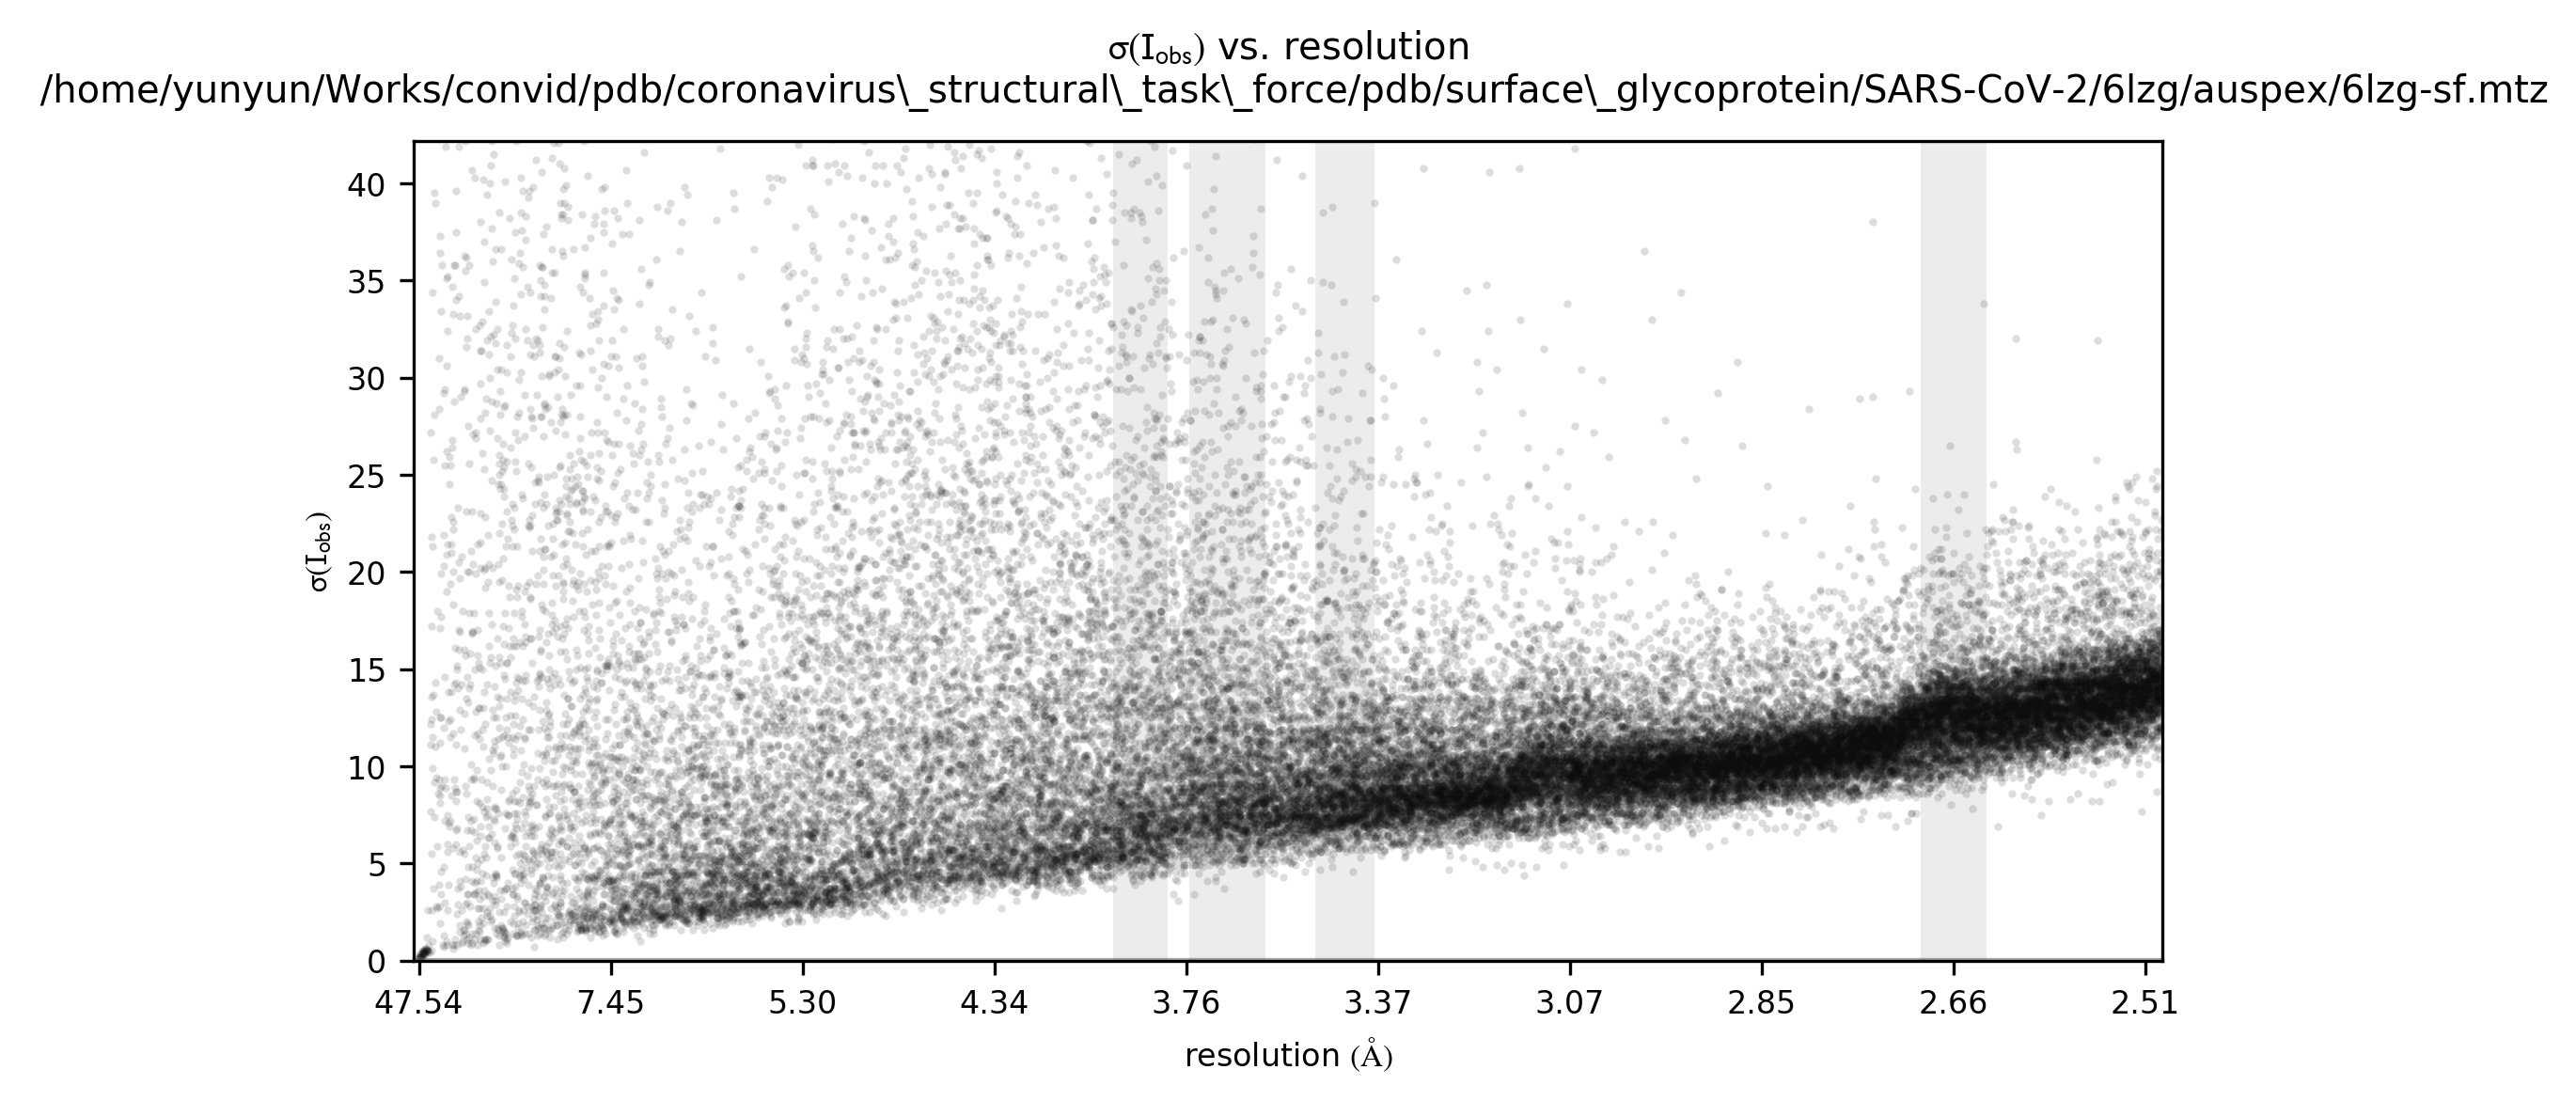 σ(I_obs) vs. resolution
/home/yunyun/Works/convid/pdb/coronavirus\_structural\_task\_force/pdb/surface\_glycoprotein/SARS-CoV-2/6lzg/auspex/6lzg-sf.mtz
40
35
30
25
20
15
10
5
0
σ(I_obs)
47.54 7.45 5.30 4.34 3.76 3.37 3.07 2.85 2.66 2.51
resolution (Å)